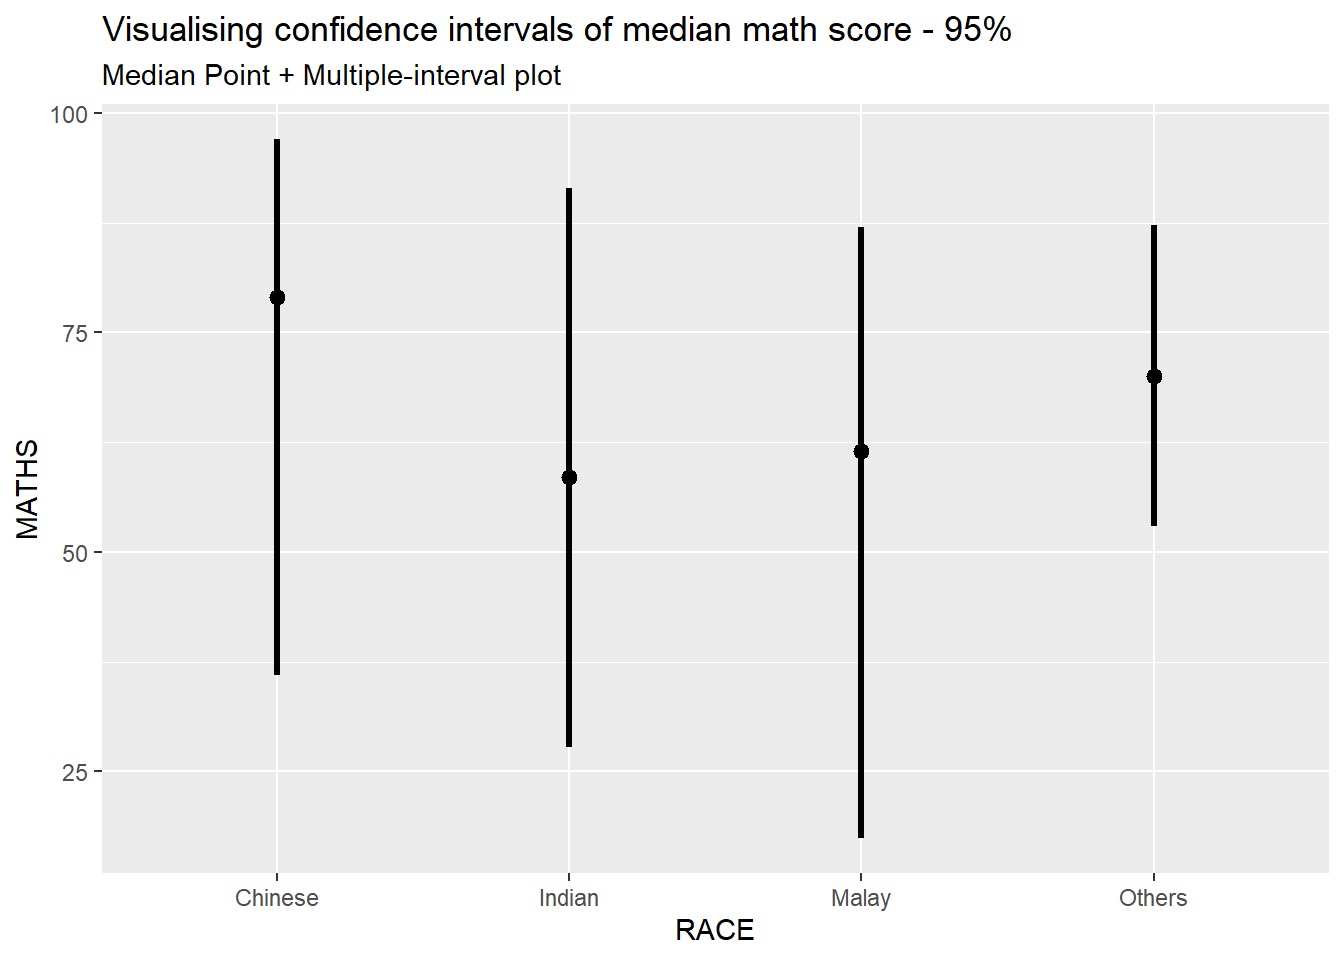 Visualising confidence intervals of median math score - 95%
Median Point + Multiple-interval plot
100
75
50
25
MATHS
Chinese Indian Malay Others
RACE